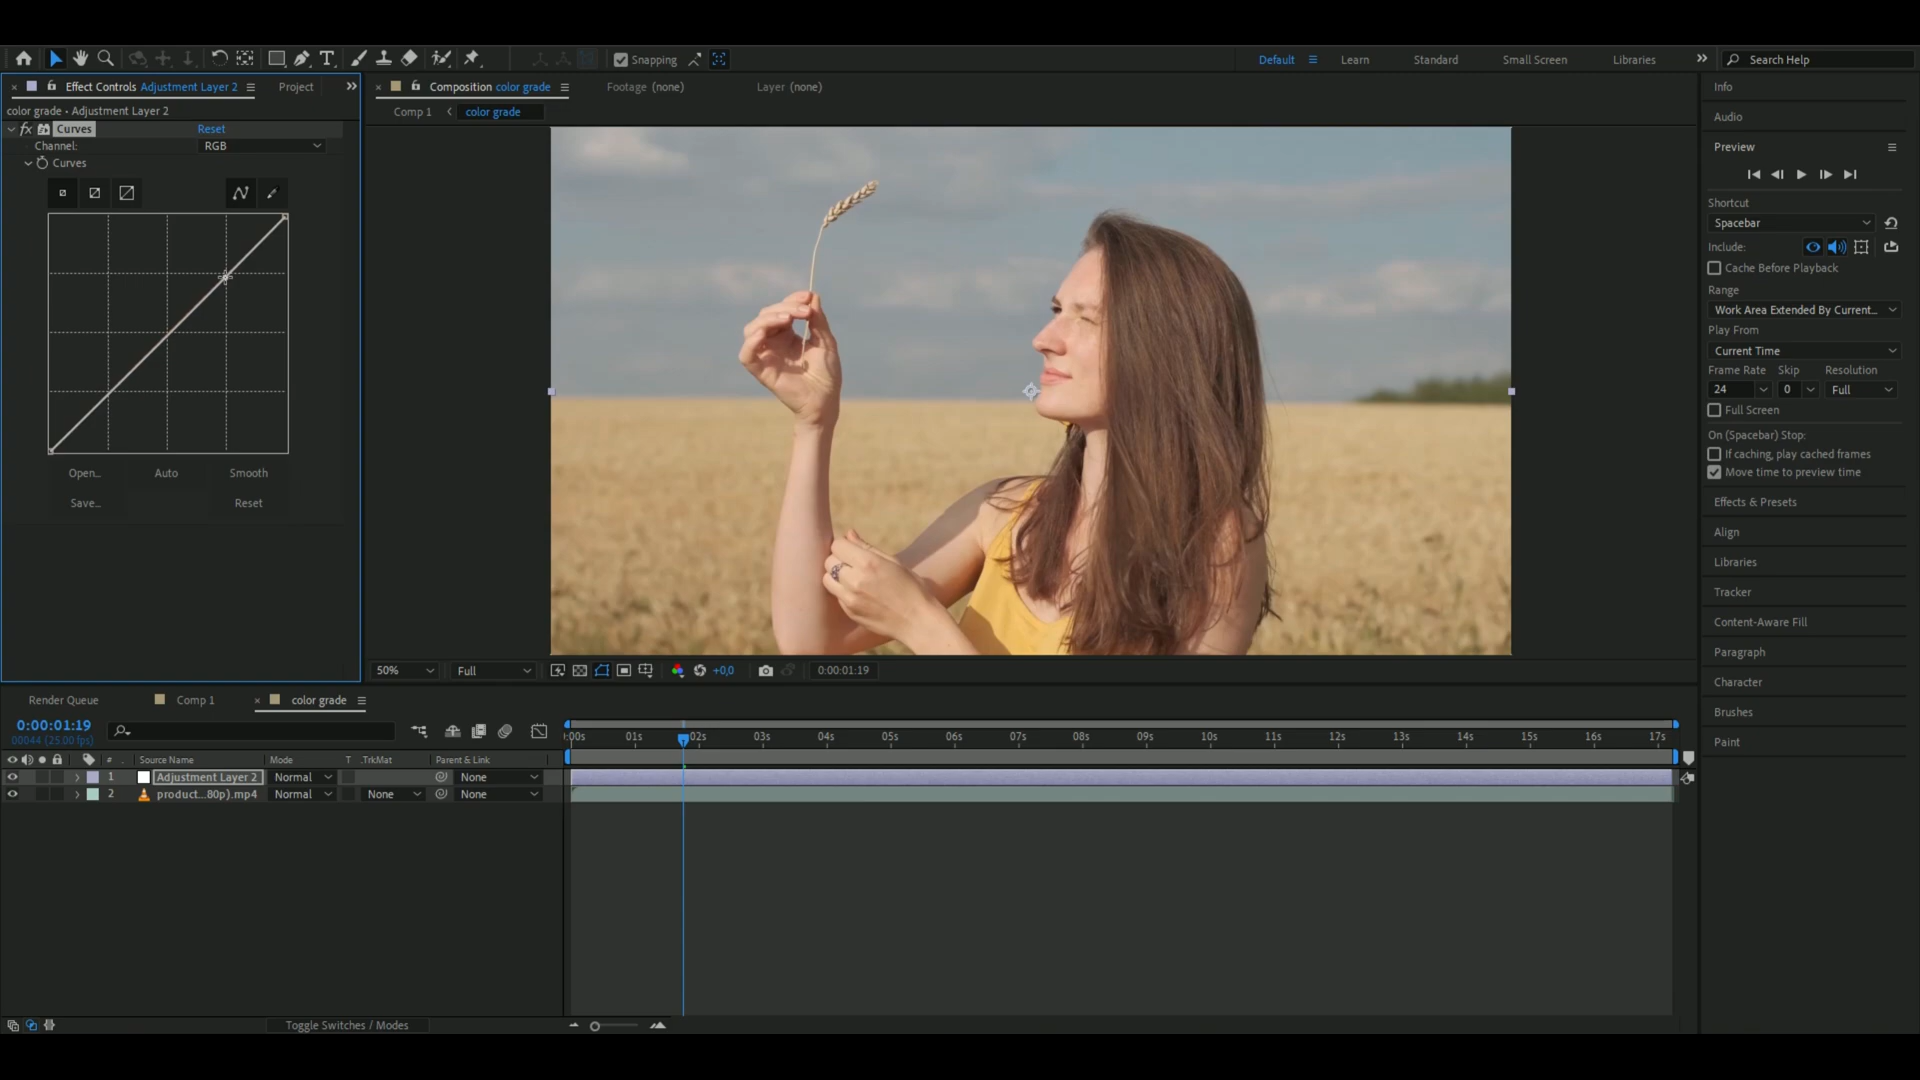 Snapping
Default
Learn
Standard
Small Screen
Libraries
Search Help
Effect Controls Adjustment Layer 2
Project
color grade • Adjustment Layer 2
fx Curves Reset
Channel: RGB
Curves
Open... Auto Smooth
Save... Reset
Composition color grade
Footage (none)
Layer (none)
Comp 1
color grade
50%
Full
+0,0
0:00:01:19
Info
Audio
Preview
Shortcut
Spacebar
Include:
Cache Before Playback
Range
Work Area Extended By Current...
Play From
Current Time
Frame Rate Skip Resolution
24 0 Full
Full Screen
On (Spacebar) Stop:
If caching, play cached frames
Move time to preview time
Effects & Presets
Align
Libraries
Tracker
Content-Aware Fill
Paragraph
Character
Brushes
Paint
Render Queue
Comp 1
color grade
0:00:01:19
00044 (25.00 fps)
:00s 01s 02s 03s 04s 05s 06s 07s 08s 09s 10s 11s 12s 13s 14s 15s 16s 17s
# Source Name Mode T .TrkMat Parent & Link
1 Adjustment Layer 2 Normal None
2 product...80p).mp4 Normal None None
Toggle Switches / Modes